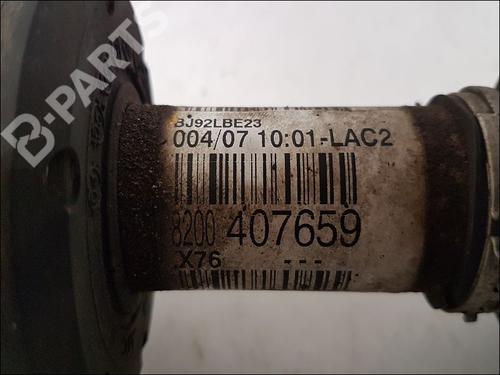 B-PARTS
BJ92LBE23
004/07 10:01-LAC2
8200 407659
X76 ---